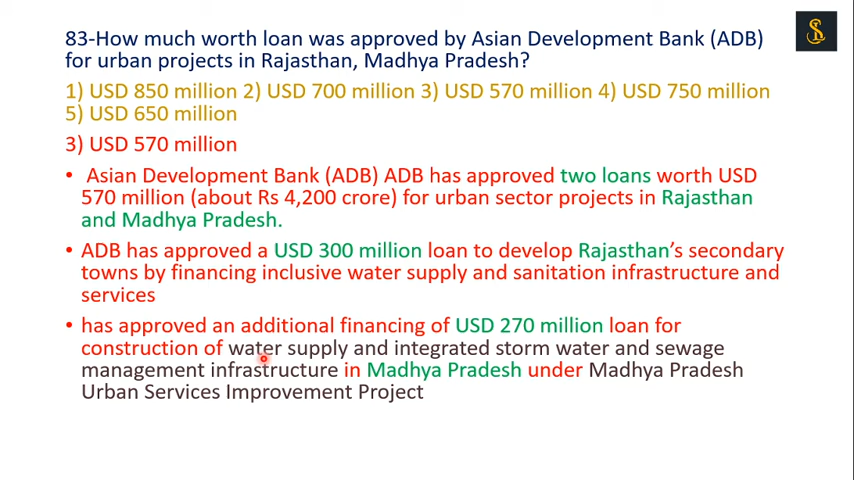 83-How much worth loan was approved by Asian Development Bank (ADB)
for urban projects in Rajasthan, Madhya Pradesh?
1) USD 850 million 2) USD 700 million 3) USD 570 million 4) USD 750 million
5) USD 650 million
3) USD 570 million
• Asian Development Bank (ADB) ADB has approved two loans worth USD
570 million (about Rs 4,200 crore) for urban sector projects in Rajasthan
and Madhya Pradesh.
• ADB has approved a USD 300 million loan to develop Rajasthan's secondary
towns by financing inclusive water supply and sanitation infrastructure and
services
• has approved an additional financing of USD 270 million loan for
construction of water supply and integrated storm water and sewage
management infrastructure in Madhya Pradesh under Madhya Pradesh
Urban Services Improvement Project